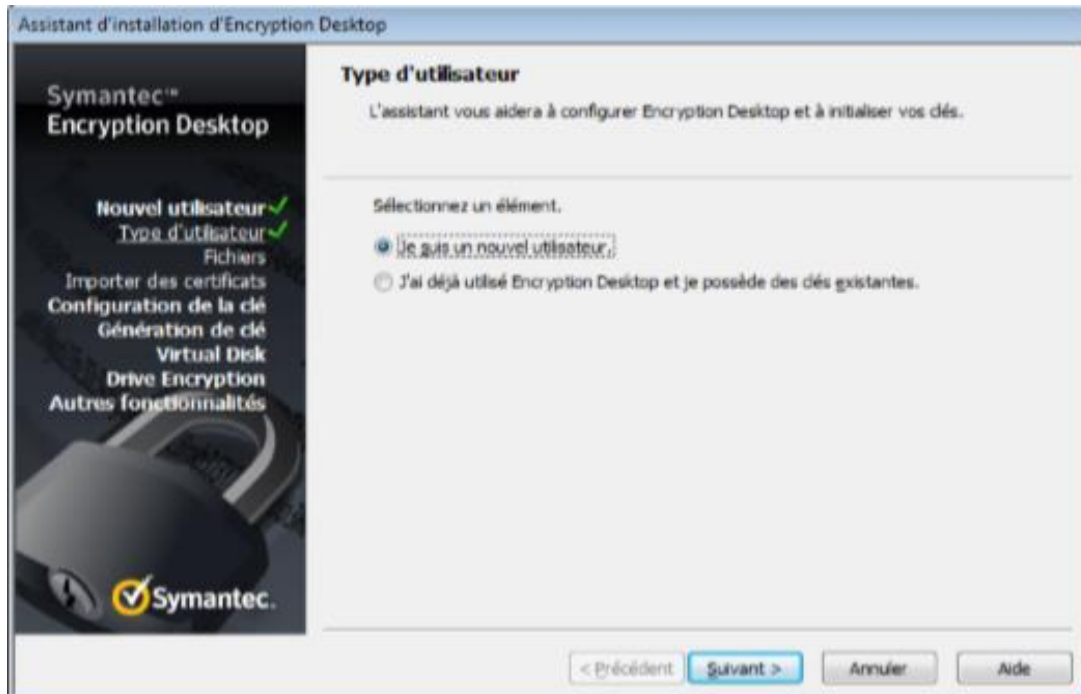 Assistant d'installation d'Encryption Desktop
Symantec™
Encryption Desktop
Nouvel utilisateur
Type d'utilisateur
Fichiers
Importer des certificats
Configuration de la clé
Génération de clé
Virtual Disk
Drive Encryption
Autres fonctionnalités
Symantec.
Type d'utilisateur
L'assistant vous aidera à configurer Encryption Desktop et à initialiser vos clés.
Sélectionnez un élément.
Je suis un nouvel utilisateur.
J'ai déjà utilisé Encryption Desktop et je possède des clés existantes.
< Précédent Suivant > Annuler Aide